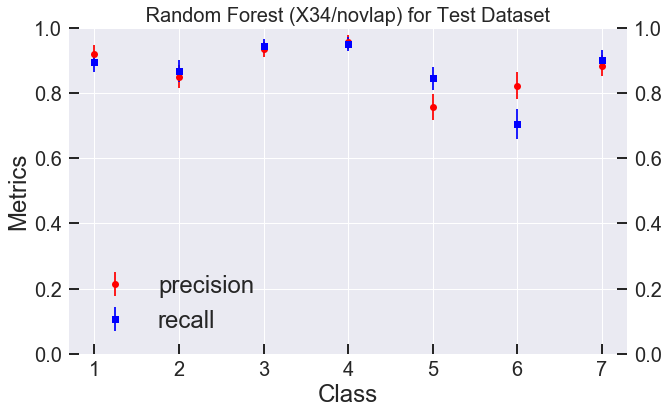 Random Forest (X34/novlap) for Test Dataset
1.0 1.0
0.8 0.8
0.6 0.6
0.4 0.4
0.2 0.2
0.0 0.0
Metrics
precision
recall
1 2 3 4 5 6 7
Class